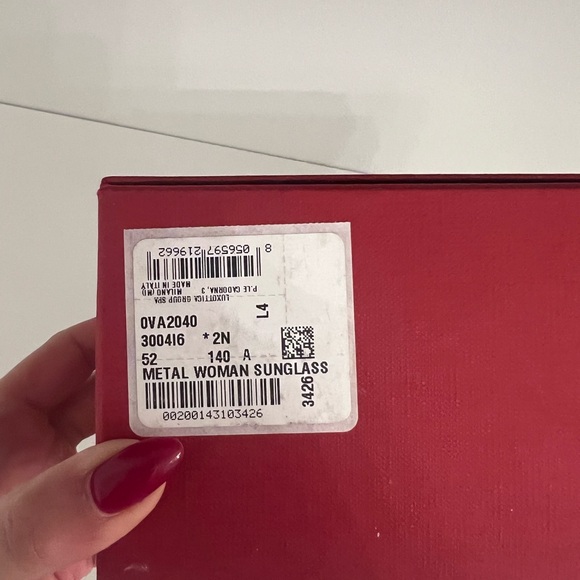 8 056597 219662
MADE IN ITALY
MILANO (MI)
P.LE CADORNA, 3
LUXOTTICA GROUP SPA
L4
0VA2040
3004I6 *2N
52 140 A
METAL WOMAN SUNGLASS
3426
00200143103426